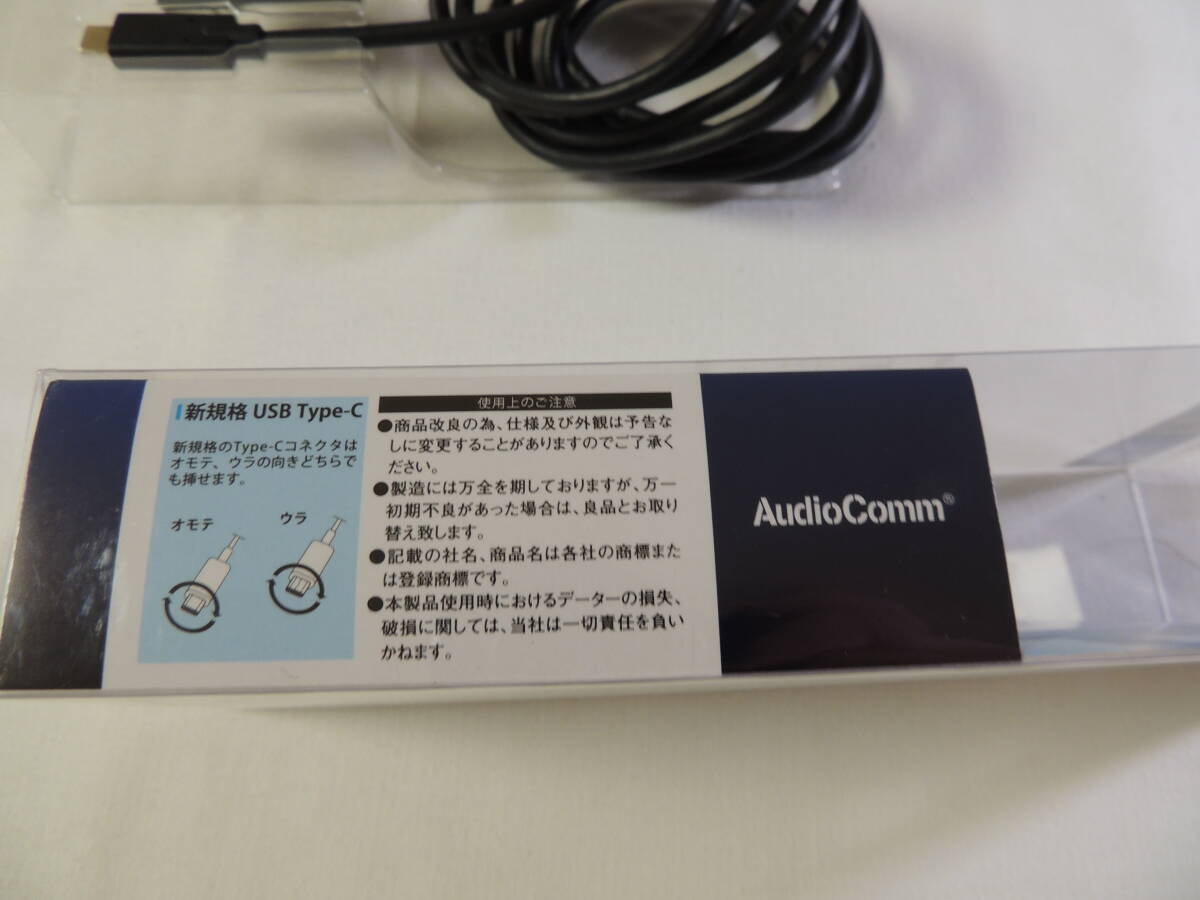 新規格 USB Type-C
新規格のType-Cコネクタは
オモテ、ウラの向きどちらで
も挿せます。
オモテ
ウラ
使用上のご注意
●商品改良の為、仕様及び外観は予告な
しに変更することがありますのでご了承く
ださい。
●製造には万全を期しておりますが、万一
初期不良があった場合は、良品とお取り
替え致します。
●記載の社名、商品名は各社の商標また
は登録商標です。
●本製品使用時におけるデーターの損失、
破損に関しては、当社は一切責任を負い
かねます。
AudioComm®